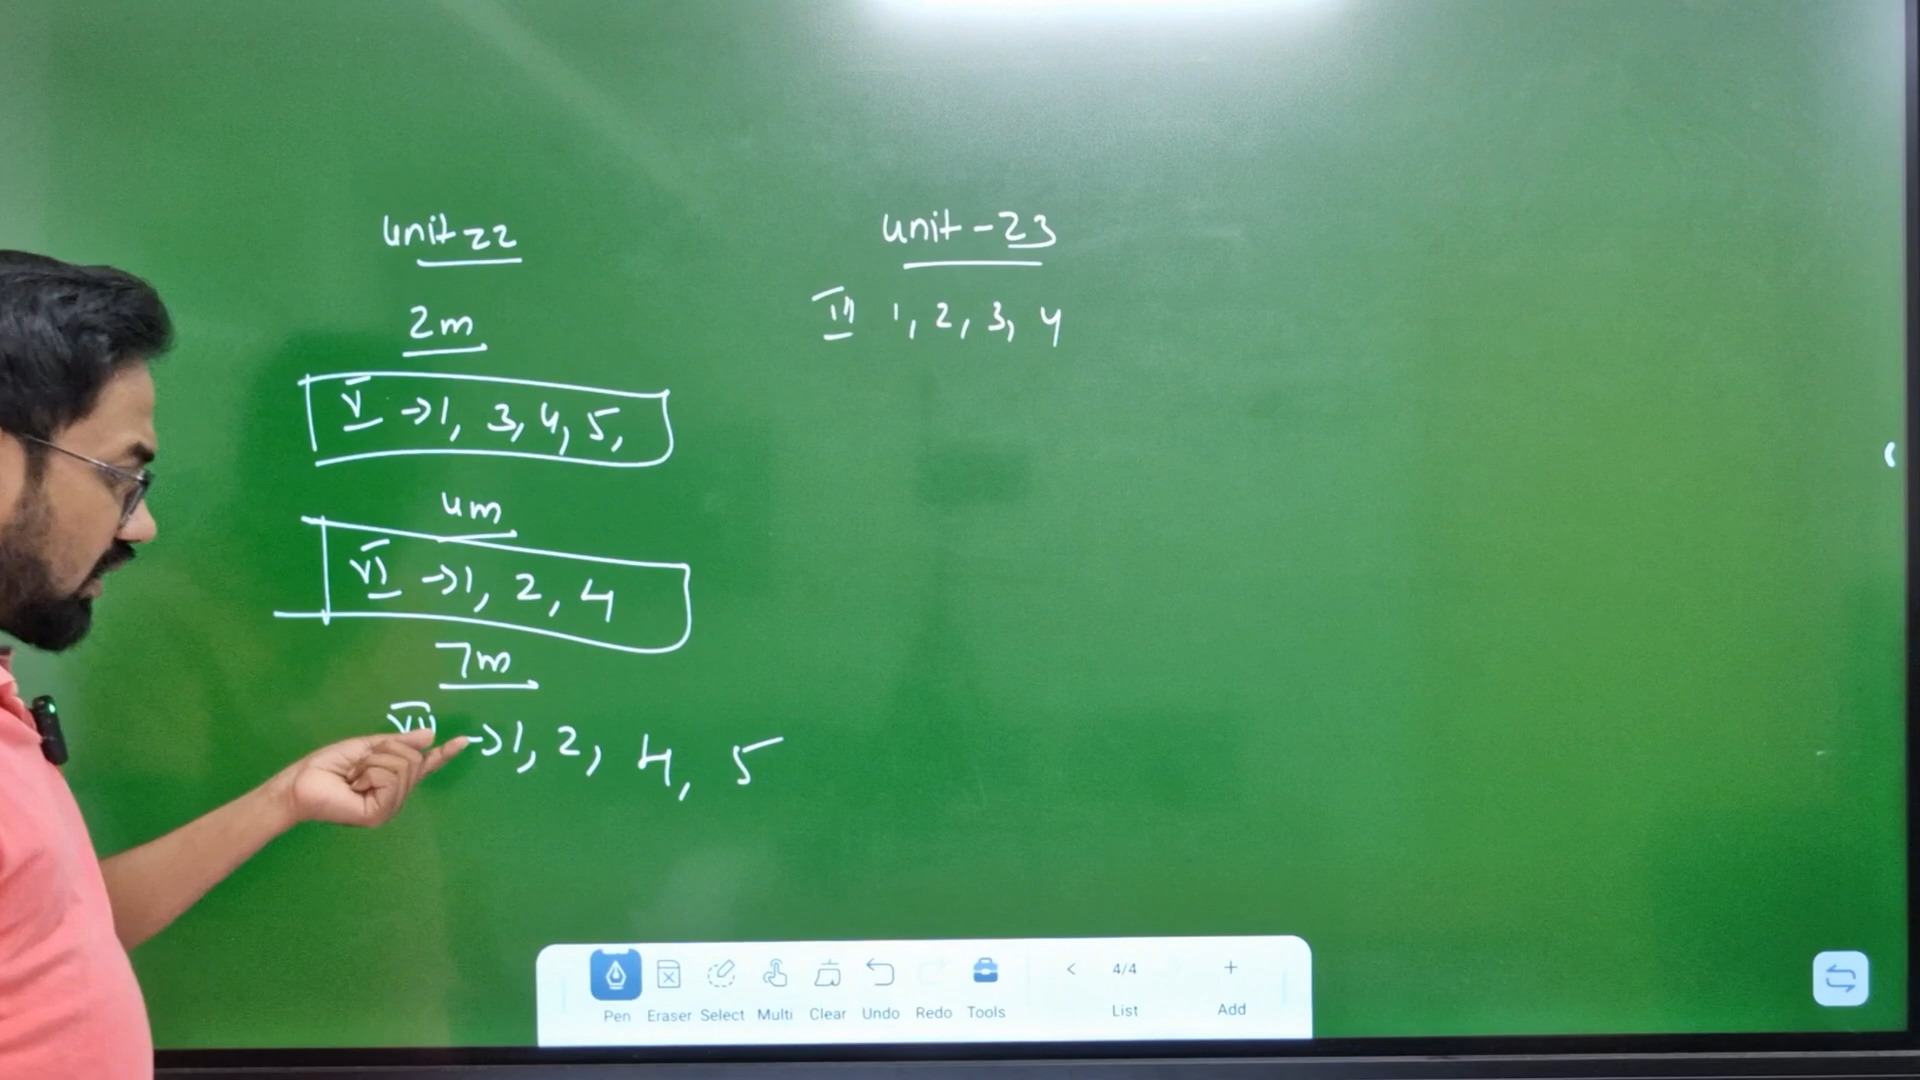 unit 22
2m
V → 1, 3, 4, 5,
4m
VI → 1, 2, 4
7m
VII → 1, 2, 4, 5
unit - 23
III 1, 2, 3, 4
Pen Eraser Select Multi Clear Undo Redo Tools < 4/4 List + Add